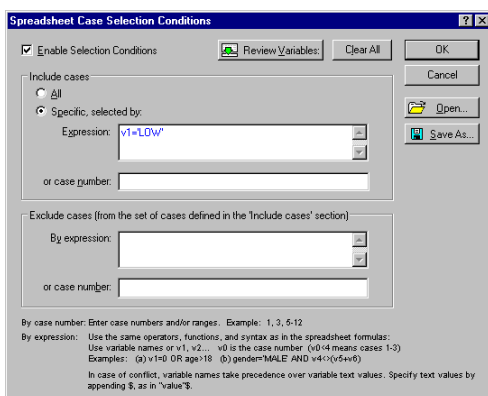 Spreadsheet Case Selection Conditions
Enable Selection Conditions
Review Variables:
Clear All
OK
Cancel
Open...
Save As...
Include cases
All
Specific, selected by:
Expression:
v1='LOW'
or case number:
Exclude cases (from the set of cases defined in the 'Include cases' section)
By expression:
or case number:
By case number: Enter case numbers and/or ranges. Example: 1, 3, 5-12
By expression: Use the same operators, functions, and syntax as in the spreadsheet formulas:
Use variable names or v1, v2... v0 is the case number (v0<4 means cases 1-3)
Examples: (a) v1=0 OR age>18 (b) gender='MALE' AND v4<>(v5+v6)
In case of conflict, variable names take precedence over variable text values. Specify text values by
appending $, as in "value"$.